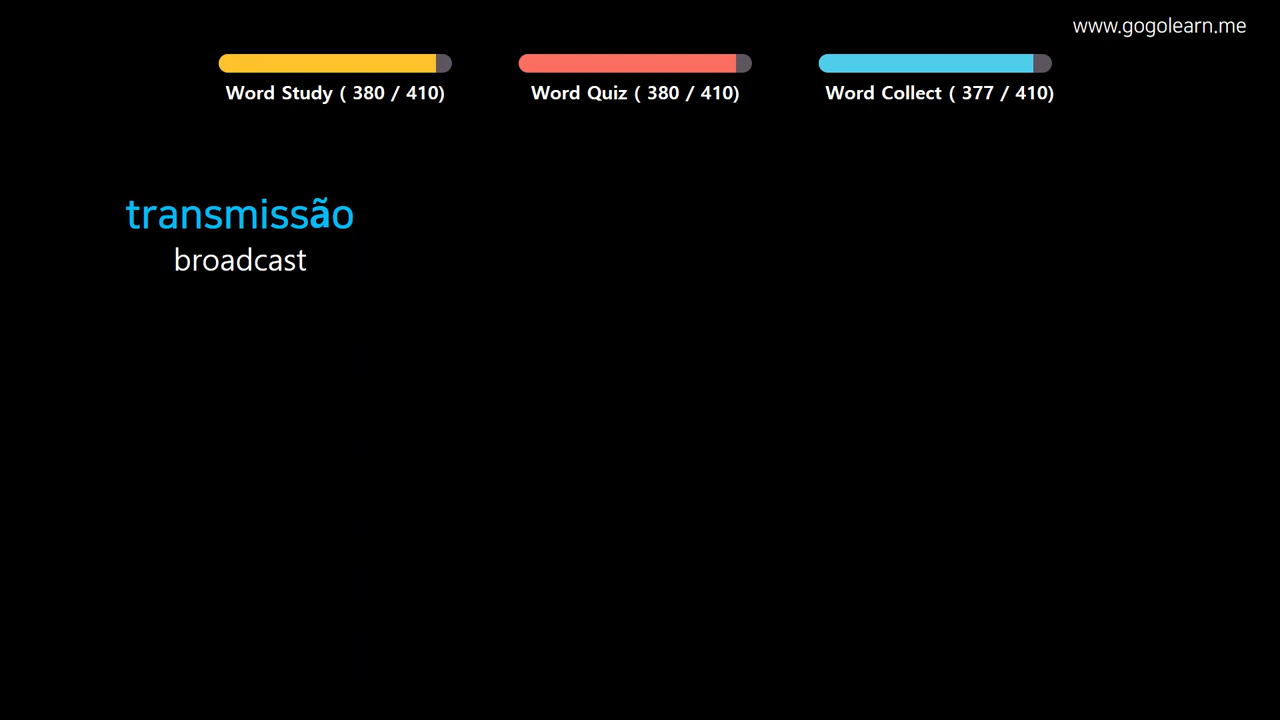 www.gogolearn.me
Word Study ( 380 / 410)
Word Quiz ( 380 / 410)
Word Collect ( 377 / 410)
transmissão
broadcast